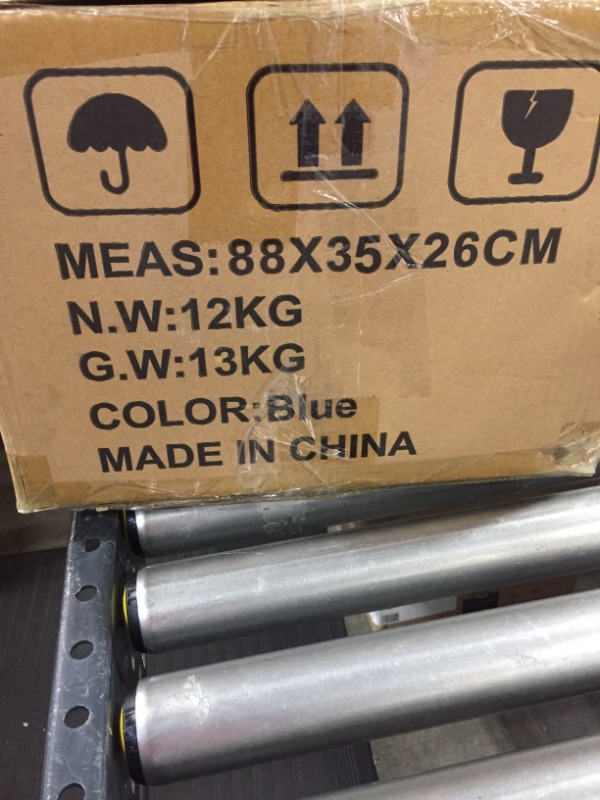 MEAS:88X35X26CM
N.W:12KG
G.W:13KG
COLOR:Blue
MADE IN CHINA